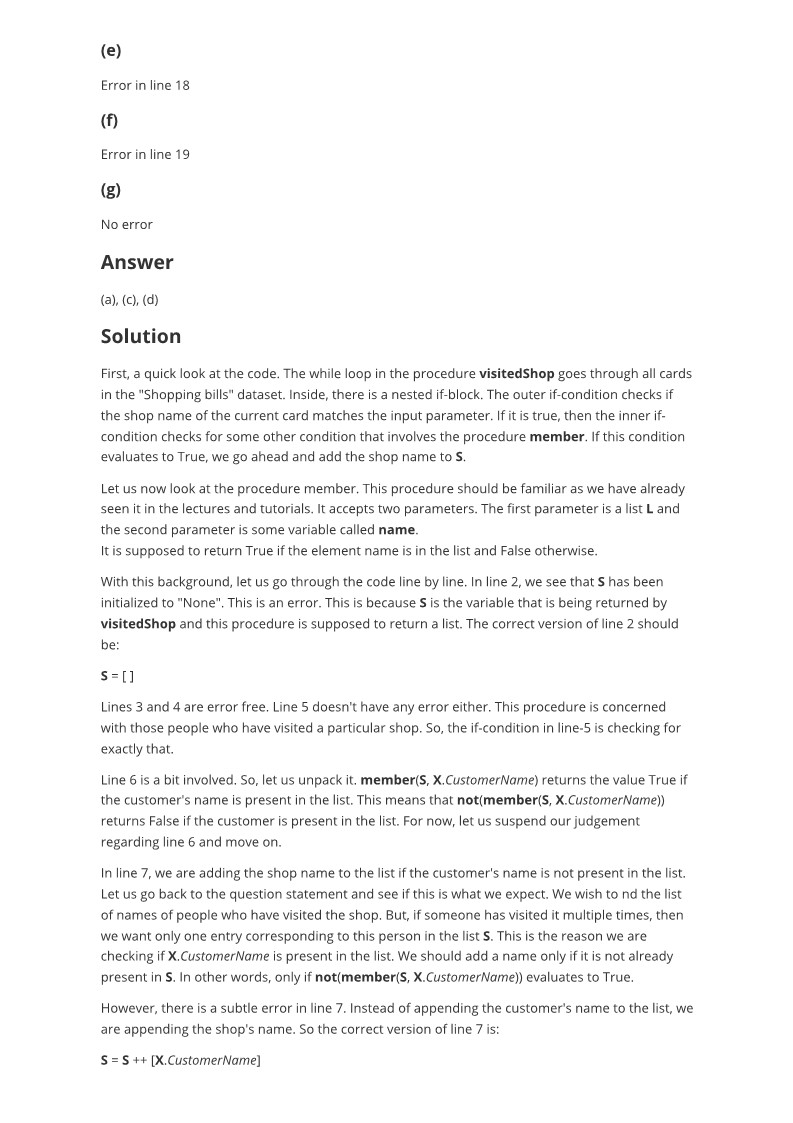 (e)
Error in line 18
(f)
Error in line 19
(g)
No error
Answer
(a), (c), (d)
Solution
First, a quick look at the code. The while loop in the procedure visitedShop goes through all cards
in the "Shopping bills" dataset. Inside, there is a nested if-block. The outer if-condition checks if
the shop name of the current card matches the input parameter. If it is true, then the inner if-
condition checks for some other condition that involves the procedure member. If this condition
evaluates to True, we go ahead and add the shop name to S.
Let us now look at the procedure member. This procedure should be familiar as we have already
seen it in the lectures and tutorials. It accepts two parameters. The first parameter is a list L and
the second parameter is some variable called name.
It is supposed to return True if the element name is in the list and False otherwise.
With this background, let us go through the code line by line. In line 2, we see that S has been
initialized to "None". This is an error. This is because S is the variable that is being returned by
visitedShop and this procedure is supposed to return a list. The correct version of line 2 should
be:
S = [ ]
Lines 3 and 4 are error free. Line 5 doesn't have any error either. This procedure is concerned
with those people who have visited a particular shop. So, the if-condition in line-5 is checking for
exactly that.
Line 6 is a bit involved. So, let us unpack it. member(S, X.CustomerName) returns the value True if
the customer's name is present in the list. This means that not(member(S, X.CustomerName))
returns False if the customer is present in the list. For now, let us suspend our judgement
regarding line 6 and move on.
In line 7, we are adding the shop name to the list if the customer's name is not present in the list.
Let us go back to the question statement and see if this is what we expect. We wish to nd the list
of names of people who have visited the shop. But, if someone has visited it multiple times, then
we want only one entry corresponding to this person in the list S. This is the reason we are
checking if X.CustomerName is present in the list. We should add a name only if it is not already
present in S. In other words, only if not(member(S, X.CustomerName)) evaluates to True.
However, there is a subtle error in line 7. Instead of appending the customer's name to the list, we
are appending the shop's name. So the correct version of line 7 is:
S = S ++ [X.CustomerName]